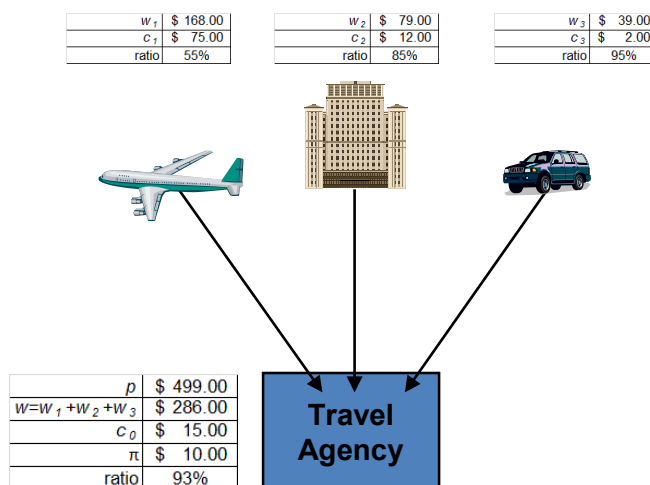 w₁ $ 168.00
c₁ $ 75.00
ratio 55%
w₂ $ 79.00
c₂ $ 12.00
ratio 85%
w₃ $ 39.00
c₃ $ 2.00
ratio 95%
p $ 499.00
w=w₁+w₂+w₃ $ 286.00
c₀ $ 15.00
π $ 10.00
ratio 93%
Travel
Agency